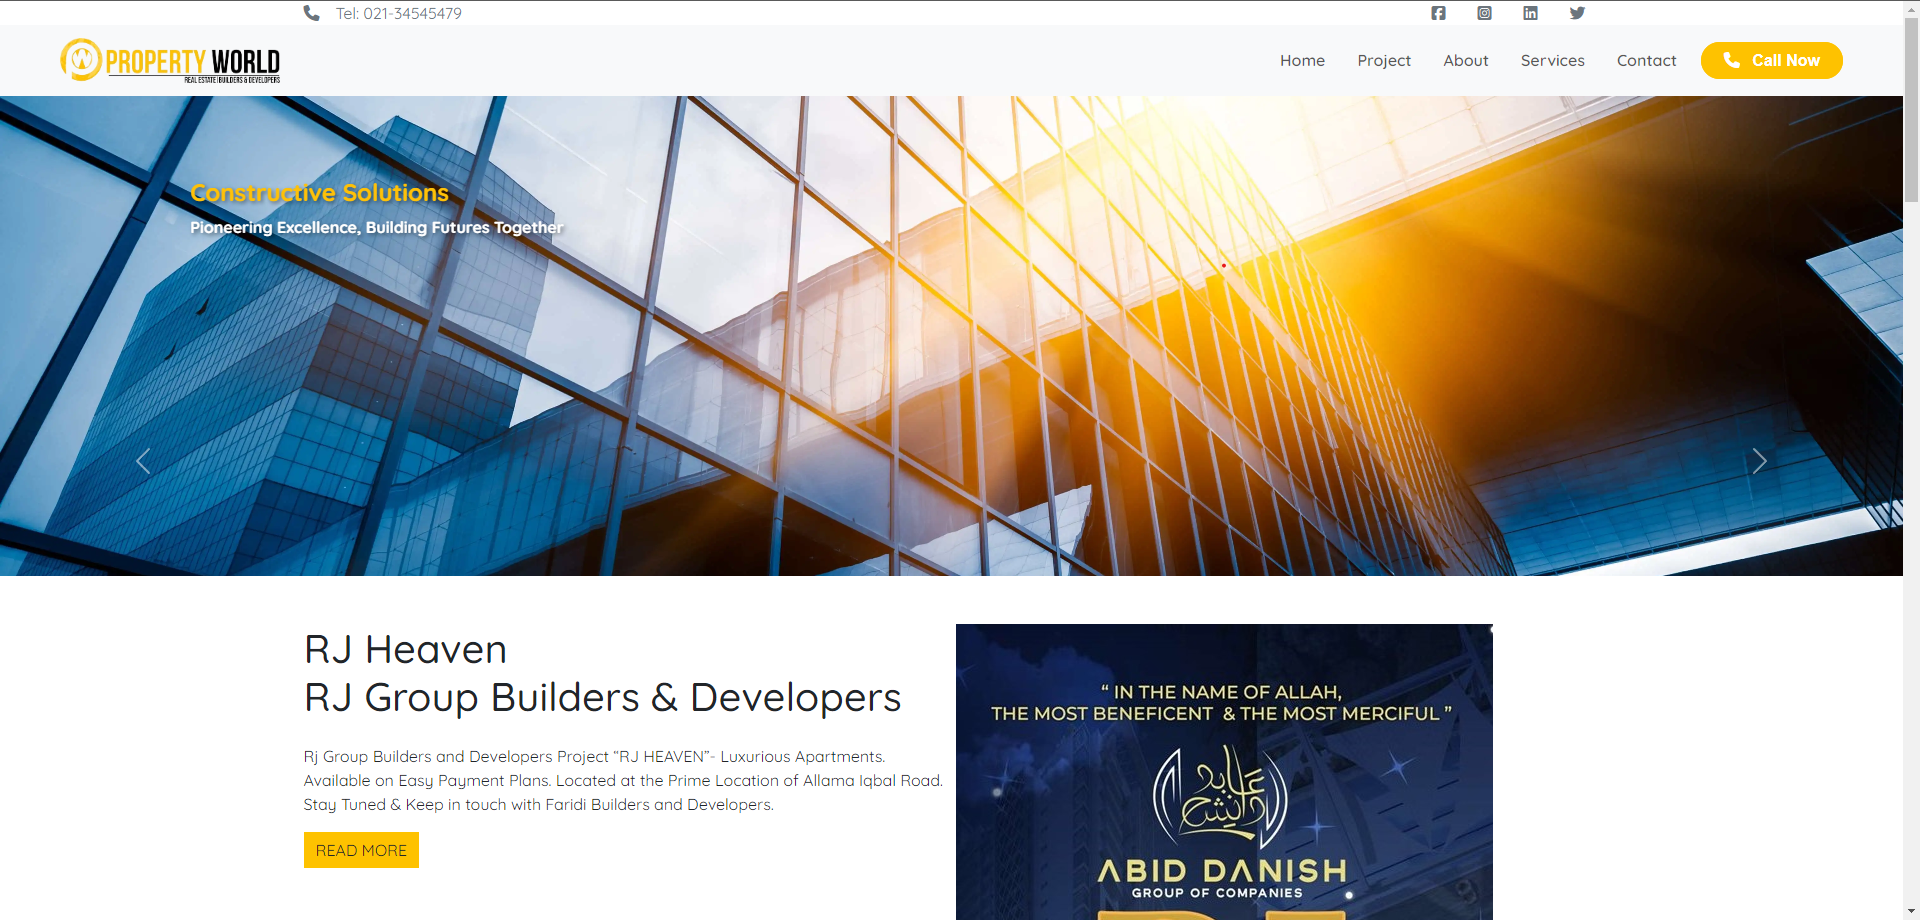 Tel: 021-34545479
PROPERTY WORLD
REAL ESTATE | BUILDERS & DEVELOPERS
Home Project About Services Contact Call Now
Constructive Solutions
Pioneering Excellence, Building Futures Together
RJ Heaven
RJ Group Builders & Developers
Rj Group Builders and Developers Project “RJ HEAVEN”- Luxurious Apartments.
Available on Easy Payment Plans. Located at the Prime Location of Allama Iqbal Road.
Stay Tuned & Keep in touch with Faridi Builders and Developers.
READ MORE
“ IN THE NAME OF ALLAH,
THE MOST BENEFICENT & THE MOST MERCIFUL ”
عابد
دانش
ABID DANISH
GROUP OF COMPANIES